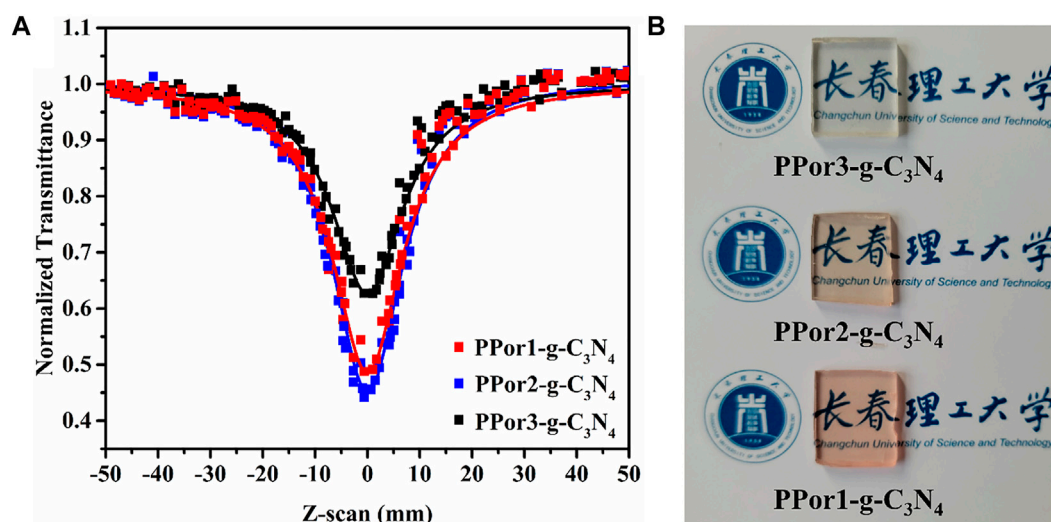 A
1.1
1.0
0.9
0.8
0.7
0.6
0.5
0.4
Normalized Transmittance
PPor1-g-C₃N₄
PPor2-g-C₃N₄
PPor3-g-C₃N₄
-50 -40 -30 -20 -10 0 10 20 30 40 50
Z-scan (mm)
B
长春理工大学
Changchun University of Science and Technology
PPor3-g-C₃N₄
长春理工大学
Changchun University of Science and Technology
PPor2-g-C₃N₄
长春理工大学
Changchun University of Science and Technology
PPor1-g-C₃N₄